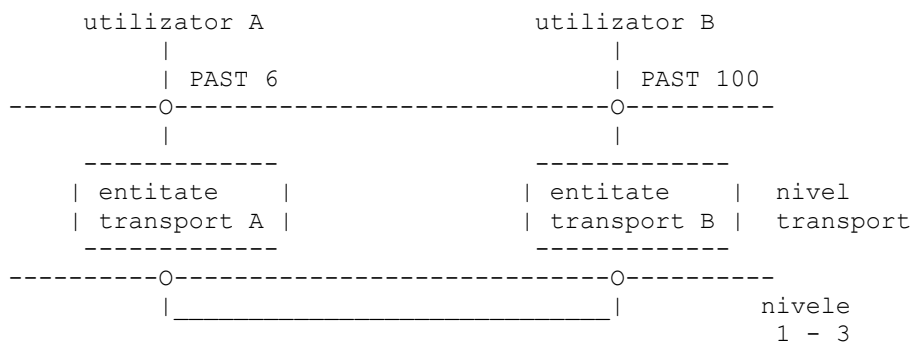 utilizator A utilizator B
PAST 6 PAST 100
entitate entitate nivel
transport A transport B transport
nivele
1 - 3